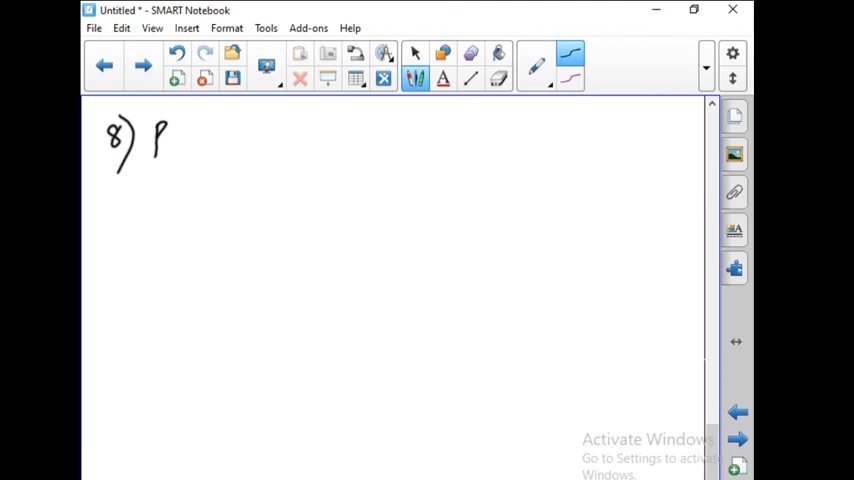 Untitled * - SMART Notebook
File Edit View Insert Format Tools Add-ons Help
8) P
Activate Windows
Go to Settings to activate
Windows.